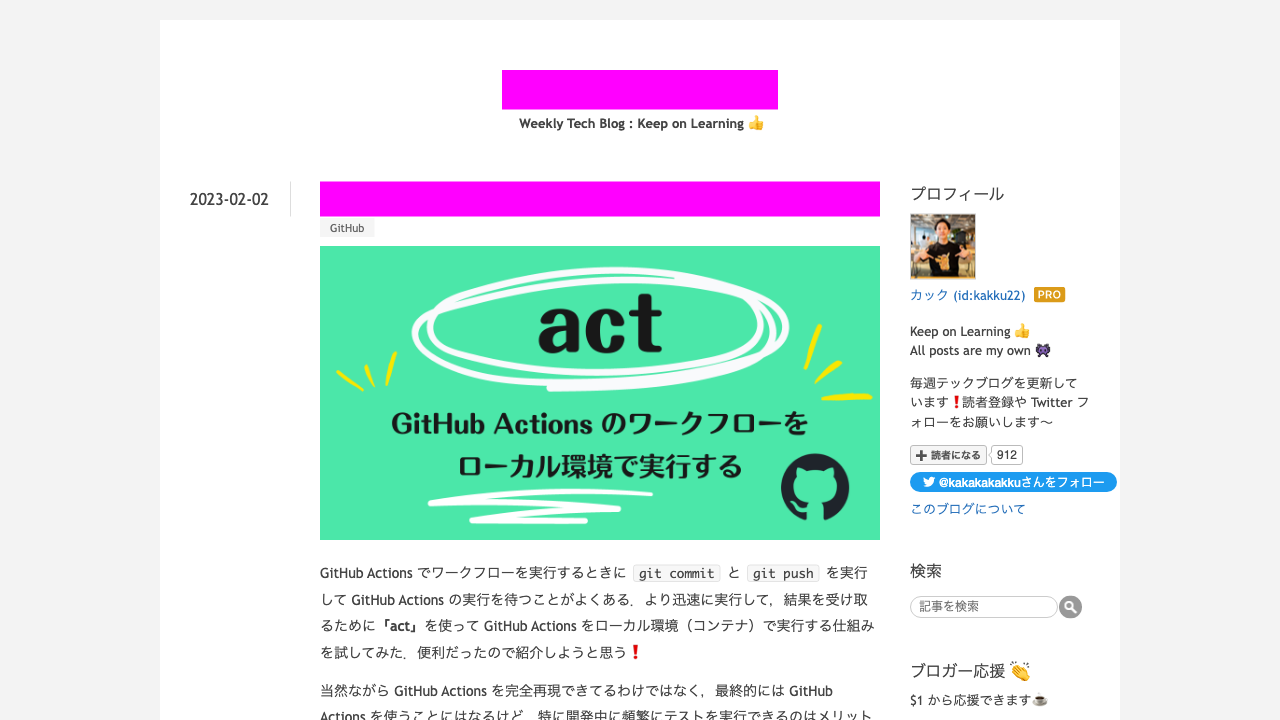 Weekly Tech Blog : Keep on Learning 👍
2023-02-02
GitHub
act
GitHub Actions のワークフローを
ローカル環境で実行する
GitHub Actions でワークフローを実行するときに git commit と git push を実行
して GitHub Actions の実行を待つことがよくある．より迅速に実行して，結果を受け取
るために「act」を使って GitHub Actions をローカル環境（コンテナ）で実行する仕組み
を試してみた．便利だったので紹介しようと思う❗
当然ながら GitHub Actions を完全再現できてるわけではなく，最終的には GitHub
Actions を使うことにはなるけど，特に開発中に頻繁にテストを実行できるのはメリット
プロフィール
カック (id:kakku22) PRO
Keep on Learning 👍
All posts are my own 👾
毎週テックブログを更新して
います❗読者登録や Twitter フ
ォローをお願いします〜
読者になる 912
@kakakakakkuさんをフォロー
このブログについて
検索
記事を検索
ブロガー応援 👏
$1 から応援できます☕